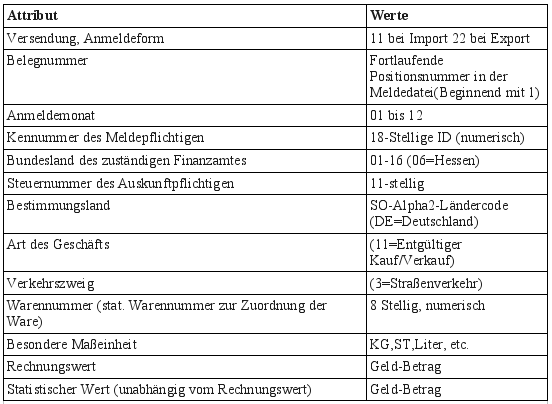 Attribut Werte
Versendung, Anmeldeform 11 bei Import 22 bei Export
Belegnummer Fortlaufende
Positionsnummer in der
Meldedatei(Beginnend mit 1)
Anmeldemonat 01 bis 12
Kennummer des Meldepflichtigen 18-Stellige ID (numerisch)
Bundesland des zuständigen Finanzamtes 01-16 (06=Hessen)
Steuernummer des Auskunftpflichtigen 11-stellig
Bestimmungsland SO-Alpha2-Ländercode
(DE=Deutschland)
Art des Geschäfts (11=Entgültiger
Kauf/Verkauf)
Verkehrszweig (3=Straßenverkehr)
Warennummer (stat. Warennummer zur Zuordnung der 8 Stellig, numerisch
Ware)
Besondere Maßeinheit KG,ST,Liter, etc.
Rechnungswert Geld-Betrag
Statistischer Wert (unabhängig vom Rechnungswert) Geld-Betrag